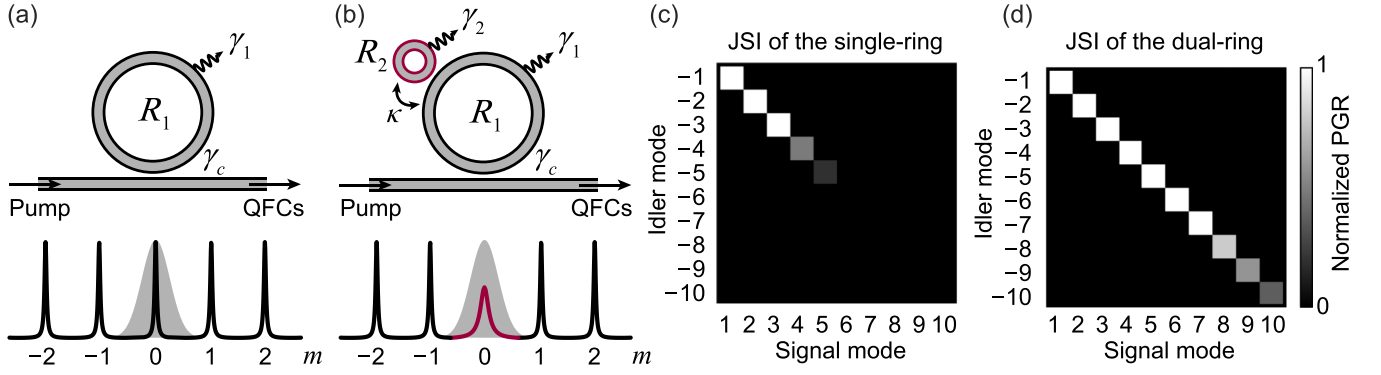 (a)
γ1
R1
γc
Pump
QFCs
−2 −1 0 1 2 m
(b)
γ2
R2
κ
γ1
R1
γc
Pump
QFCs
−2 −1 0 1 2 m
(c)
JSI of the single-ring
Idler mode
−1
−2
−3
−4
−5
−6
−7
−8
−9
−10
1 2 3 4 5 6 7 8 9 10
Signal mode
(d)
JSI of the dual-ring
Idler mode
−1
−2
−3
−4
−5
−6
−7
−8
−9
−10
1 2 3 4 5 6 7 8 9 10
Signal mode
1
Normalized PGR
0